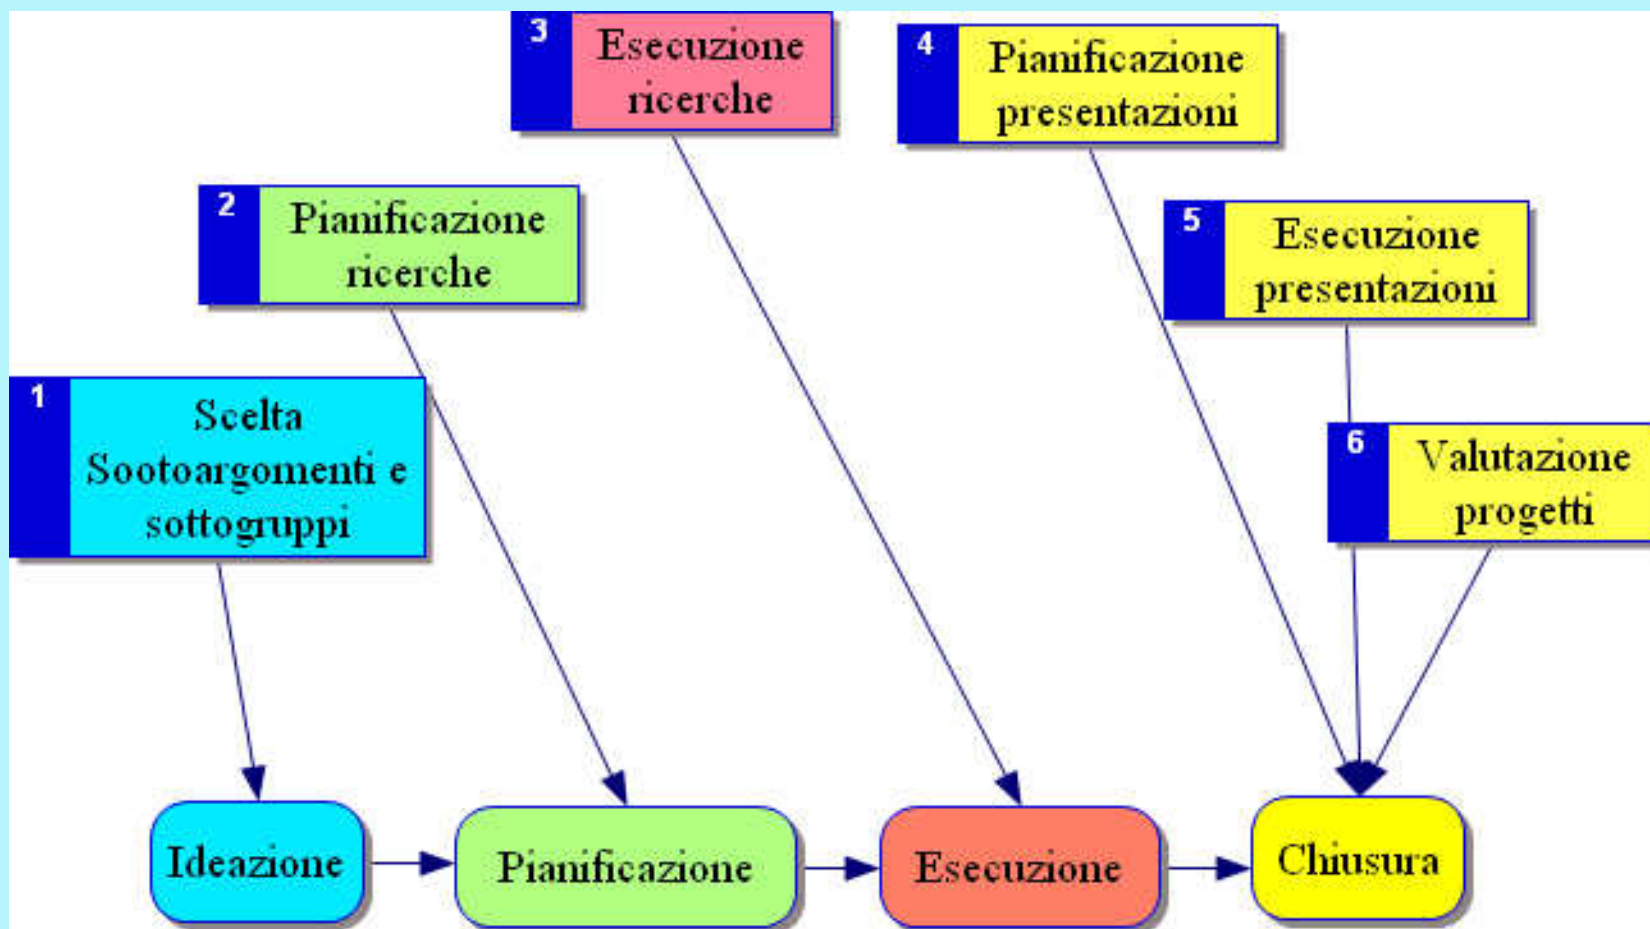 1
Scelta
Sootoargomenti e
sottogruppi
2
Pianificazione
ricerche
3
Esecuzione
ricerche
4
Pianificazione
presentazioni
5
Esecuzione
presentazioni
6
Valutazione
progetti
Ideazione
Pianificazione
Esecuzione
Chiusura